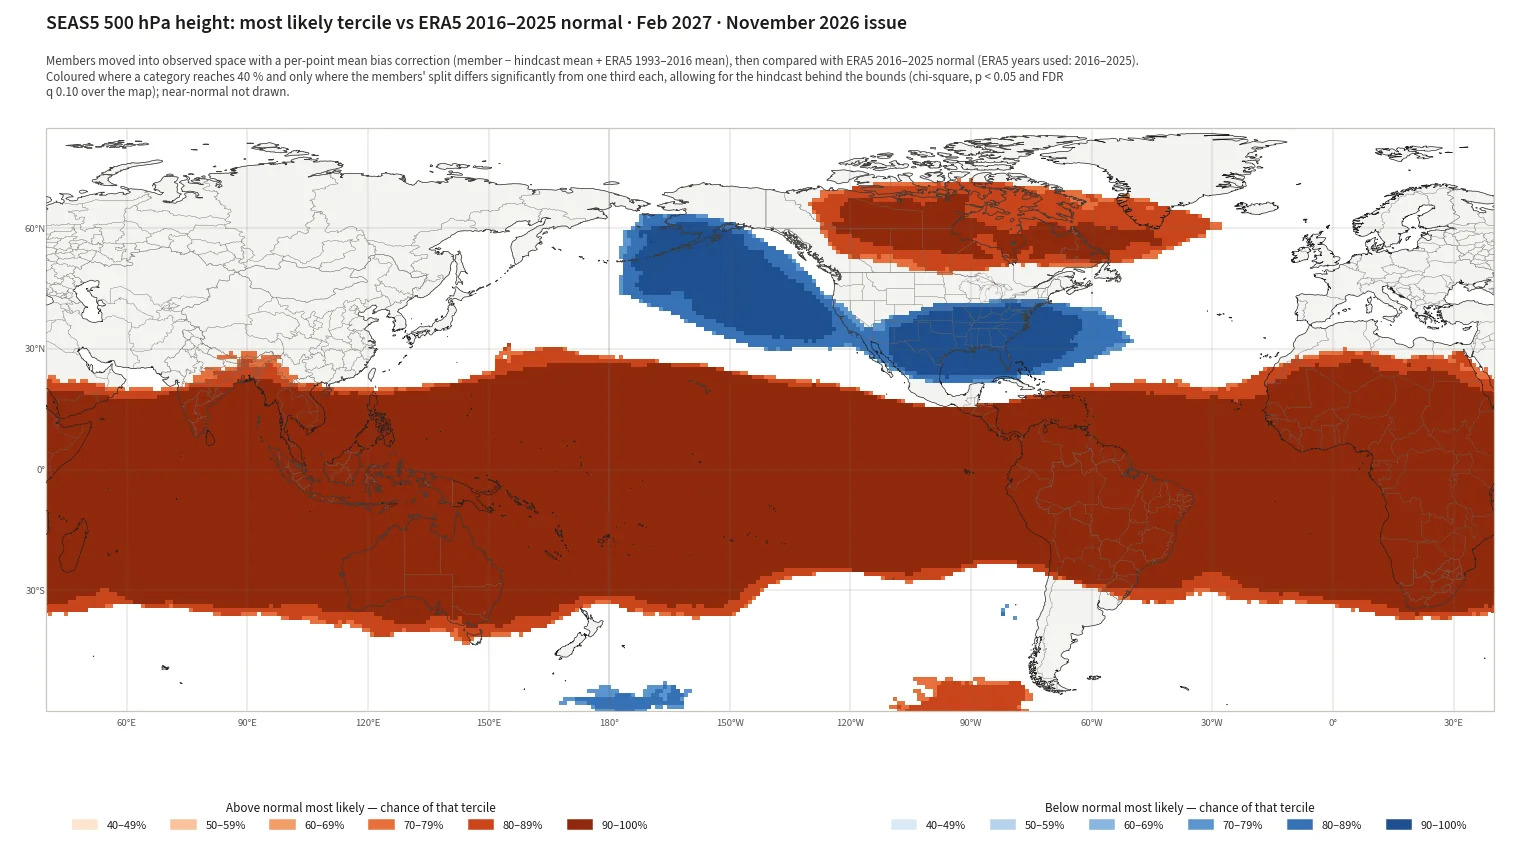 SEAS5 500 hPa height: most likely tercile vs ERA5 2016–2025 normal · Feb 2027 · November 2026 issue
Members moved into observed space with a per-point mean bias correction (member − hindcast mean + ERA5 1993–2016 mean), then compared with ERA5 2016–2025 normal (ERA5 years used: 2016–2025).
Coloured where a category reaches 40 % and only where the members' split differs significantly from one third each, allowing for the hindcast behind the bounds (chi-square, p < 0.05 and FDR
q 0.10 over the map); near-normal not drawn.
60°N
30°N
0°
30°S
60°E 90°E 120°E 150°E 180° 150°W 120°W 90°W 60°W 30°W 0° 30°E
Above normal most likely — chance of that tercile
40–49% 50–59% 60–69% 70–79% 80–89% 90–100%
Below normal most likely — chance of that tercile
40–49% 50–59% 60–69% 70–79% 80–89% 90–100%